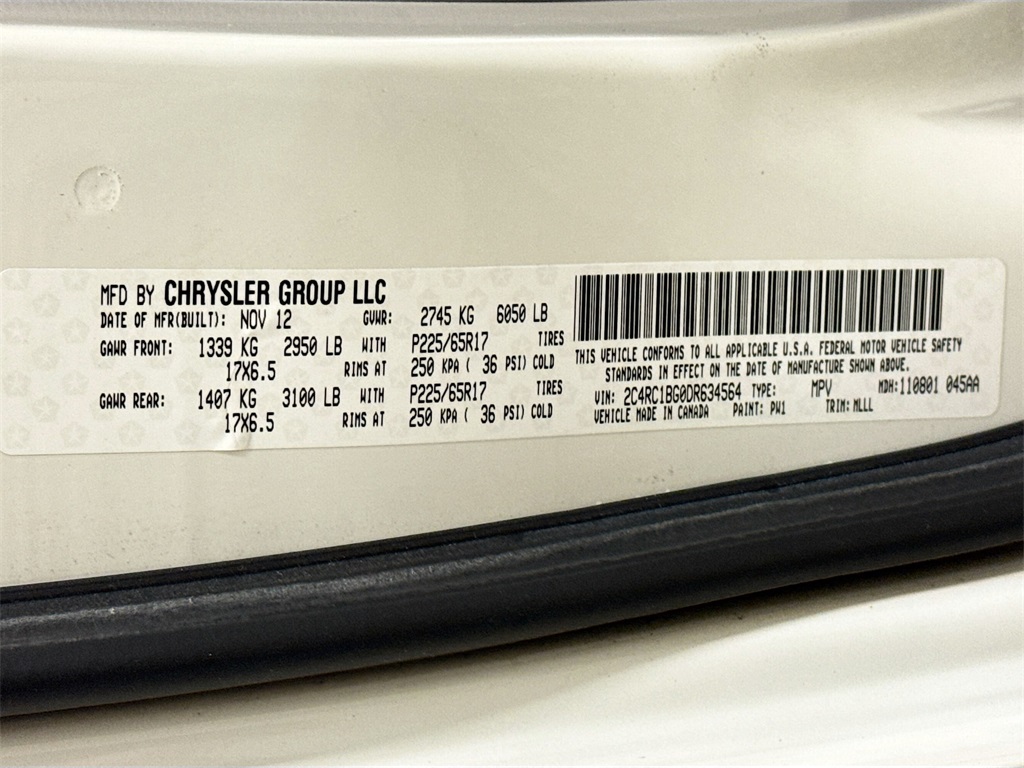 MFD BY CHRYSLER GROUP LLC
DATE OF MFR(BUILT): NOV 12 GVWR: 2745 KG 6050 LB
GAWR FRONT: 1339 KG 2950 LB WITH P225/65R17 TIRES
17X6.5 RIMS AT 250 KPA ( 36 PSI) COLD
GAWR REAR: 1407 KG 3100 LB WITH P225/65R17 TIRES
17X6.5 RIMS AT 250 KPA ( 36 PSI) COLD
THIS VEHICLE CONFORMS TO ALL APPLICABLE U.S.A. FEDERAL MOTOR VEHICLE SAFETY
STANDARDS IN EFFECT ON THE DATE OF MANUFACTURE SHOWN ABOVE.
VIN: 2C4RC1BG0DR634564 TYPE: MPV MDH: 110801 045AA
VEHICLE MADE IN CANADA PAINT: PW1 TRIM: MLLL